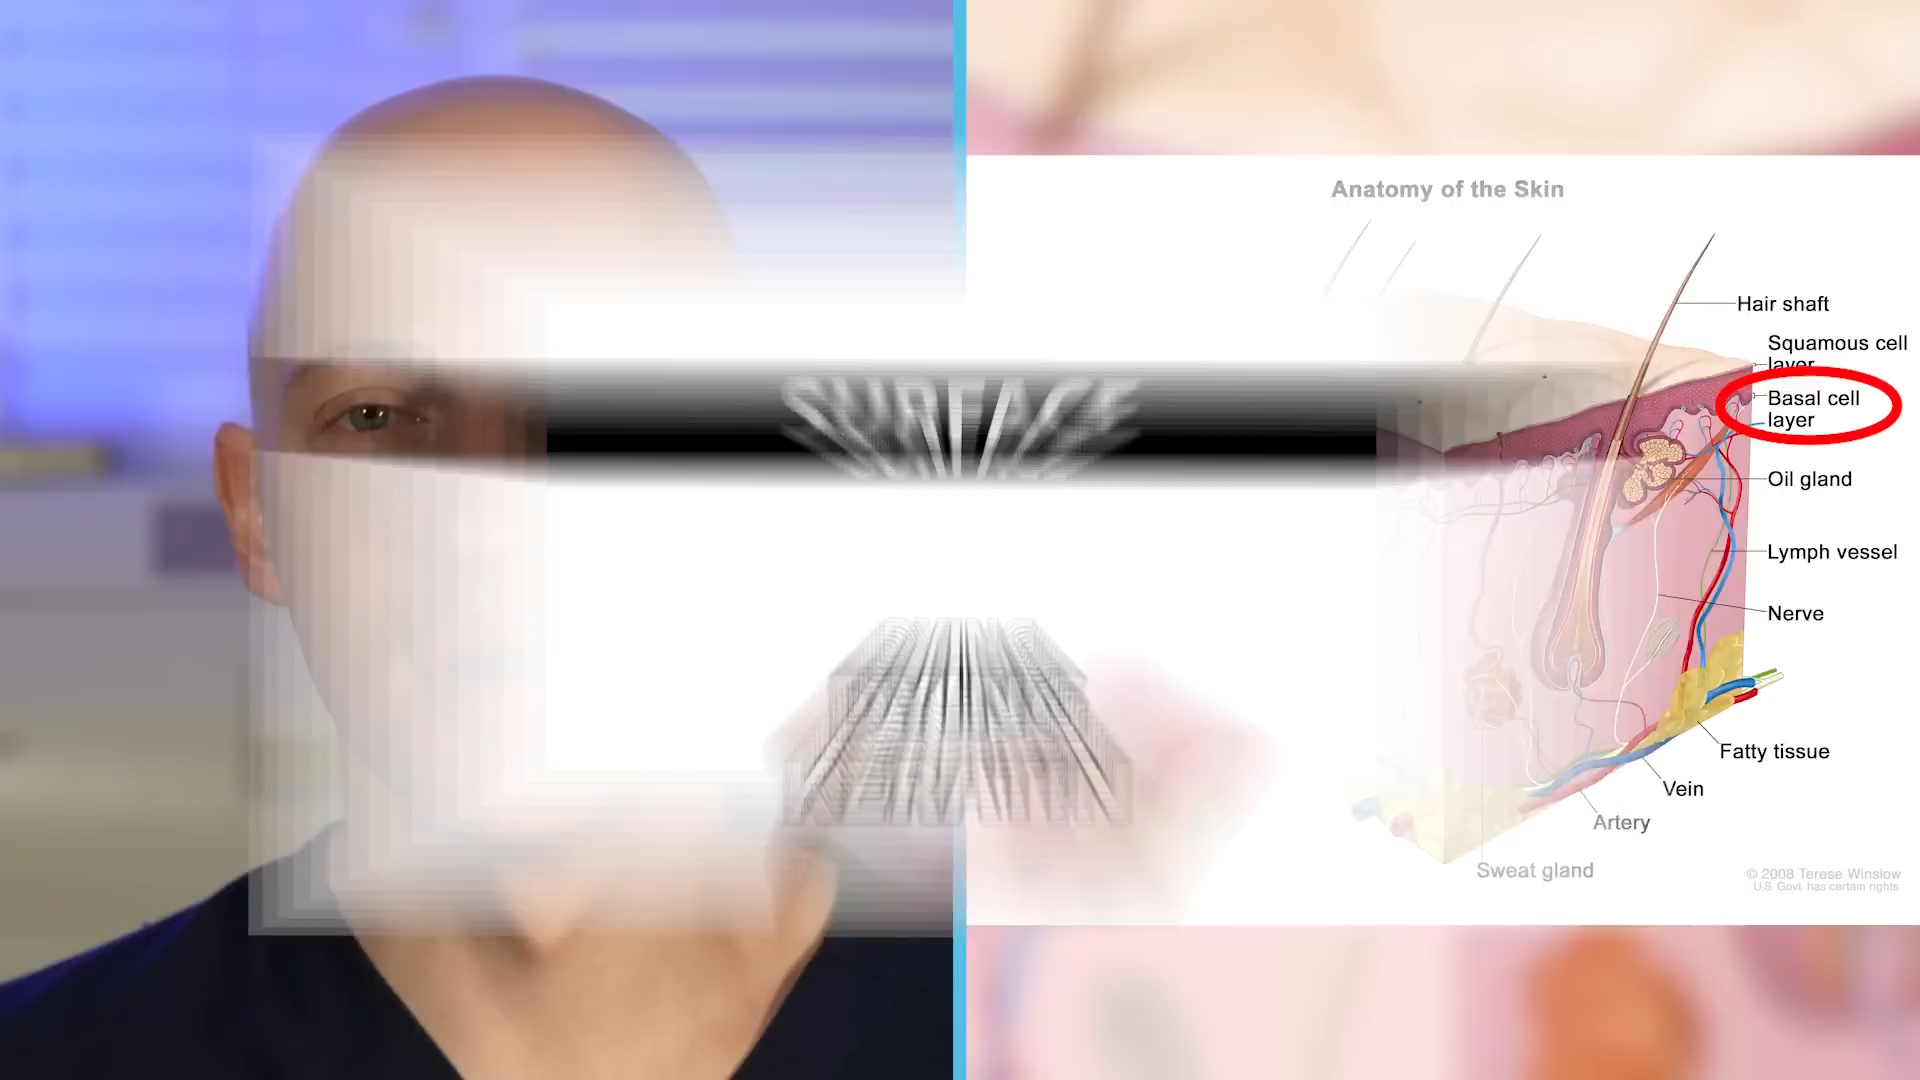 Anatomy of the Skin
Hair shaft
Squamous cell
layer
Basal cell
layer
Oil gland
Lymph vessel
Nerve
Fatty tissue
Vein
Artery
Sweat gland
© 2008 Terese Winslow
U.S. Govt. has certain rights
SURFACE